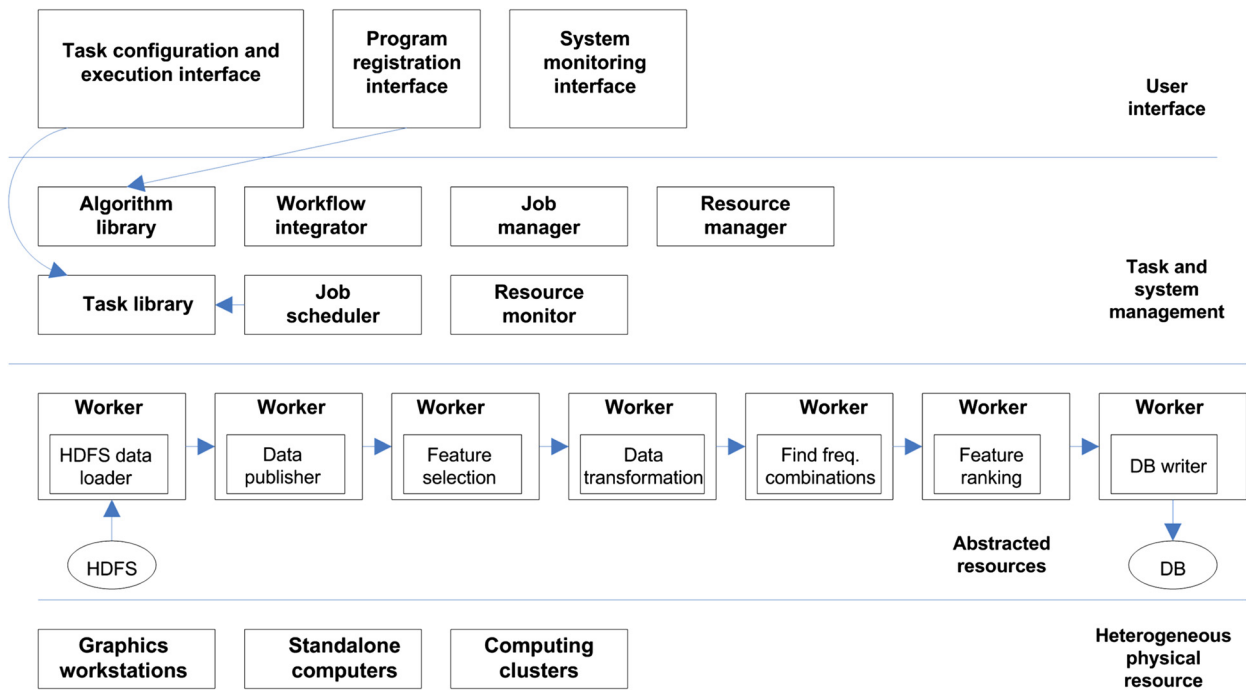 Task configuration and
execution interface
Program
registration
interface
System
monitoring
interface
User
interface
Algorithm
library
Workflow
integrator
Job
manager
Resource
manager
Task library
Job
scheduler
Resource
monitor
Task and
system
management
Worker
HDFS data
loader
Worker
Data
publisher
Worker
Feature
selection
Worker
Data
transformation
Worker
Find freq.
combinations
Worker
Feature
ranking
Worker
DB writer
HDFS
Abstracted
resources
DB
Graphics
workstations
Standalone
computers
Computing
clusters
Heterogeneous
physical
resource